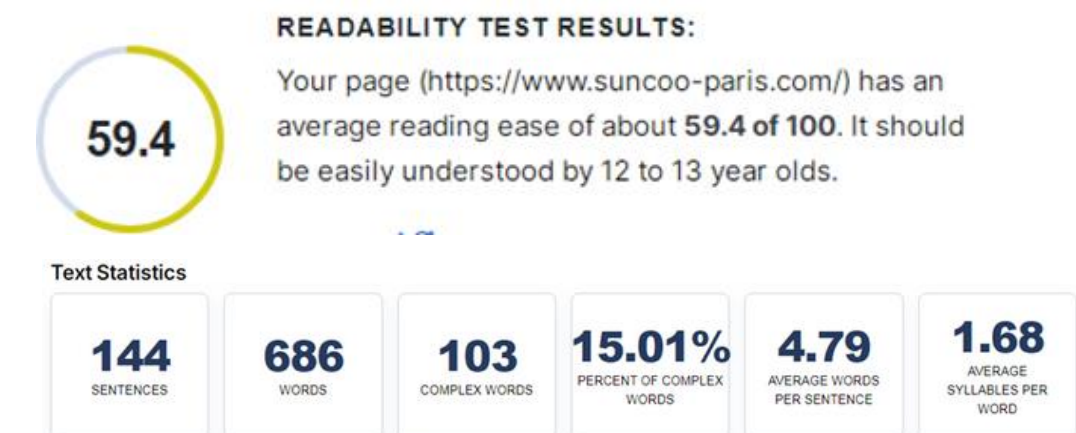 READABILITY TEST RESULTS:
59.4
Your page (https://www.suncoo-paris.com/) has an
average reading ease of about 59.4 of 100. It should
be easily understood by 12 to 13 year olds.
Text Statistics
144
SENTENCES
686
WORDS
103
COMPLEX WORDS
15.01%
PERCENT OF COMPLEX
WORDS
4.79
AVERAGE WORDS
PER SENTENCE
1.68
AVERAGE
SYLLABLES PER
WORD